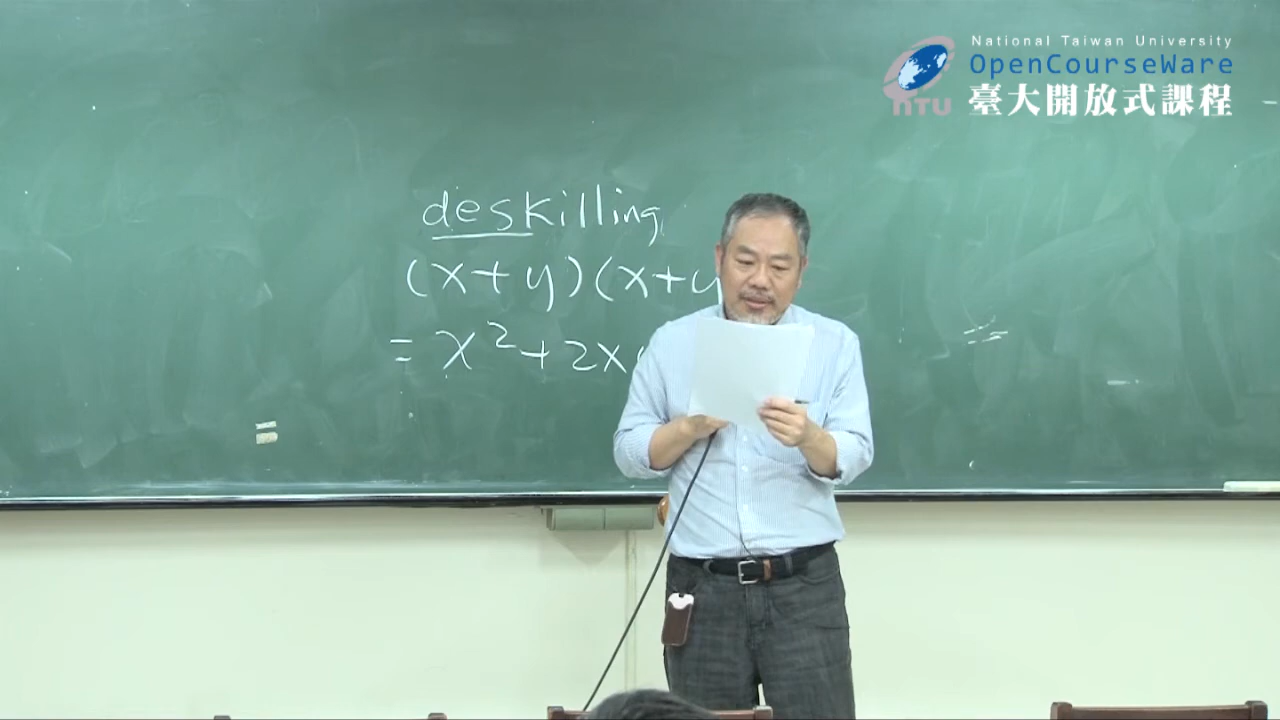 National Taiwan University
OpenCourseWare
NTU
臺大開放式課程
deskilling
(x+y)(x+y
= x²+2x